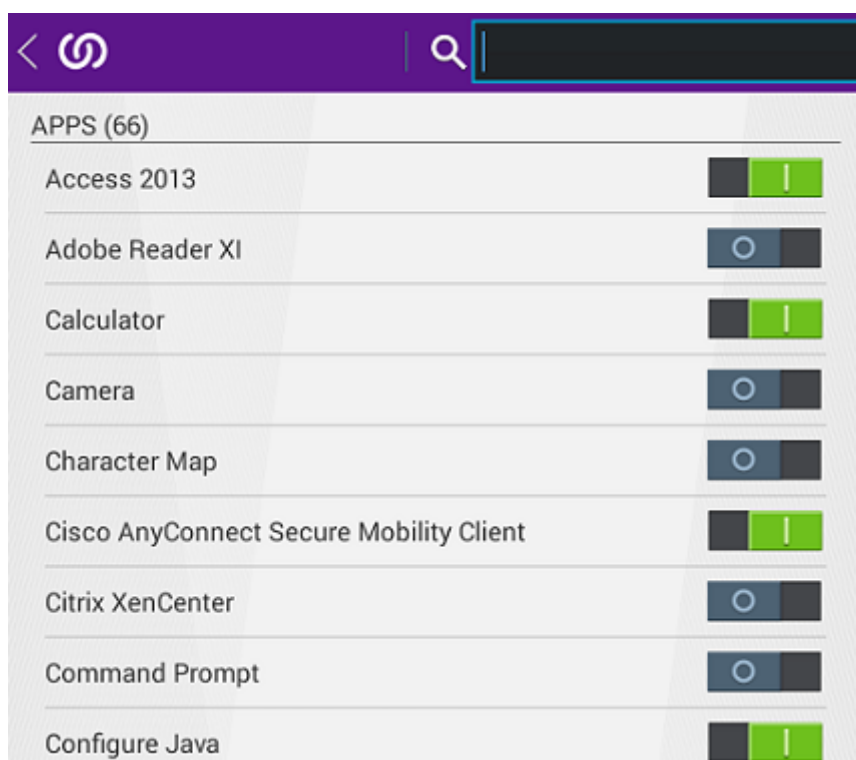 APPS (66)
Access 2013
Adobe Reader XI
Calculator
Camera
Character Map
Cisco AnyConnect Secure Mobility Client
Citrix XenCenter
Command Prompt
Configure Java